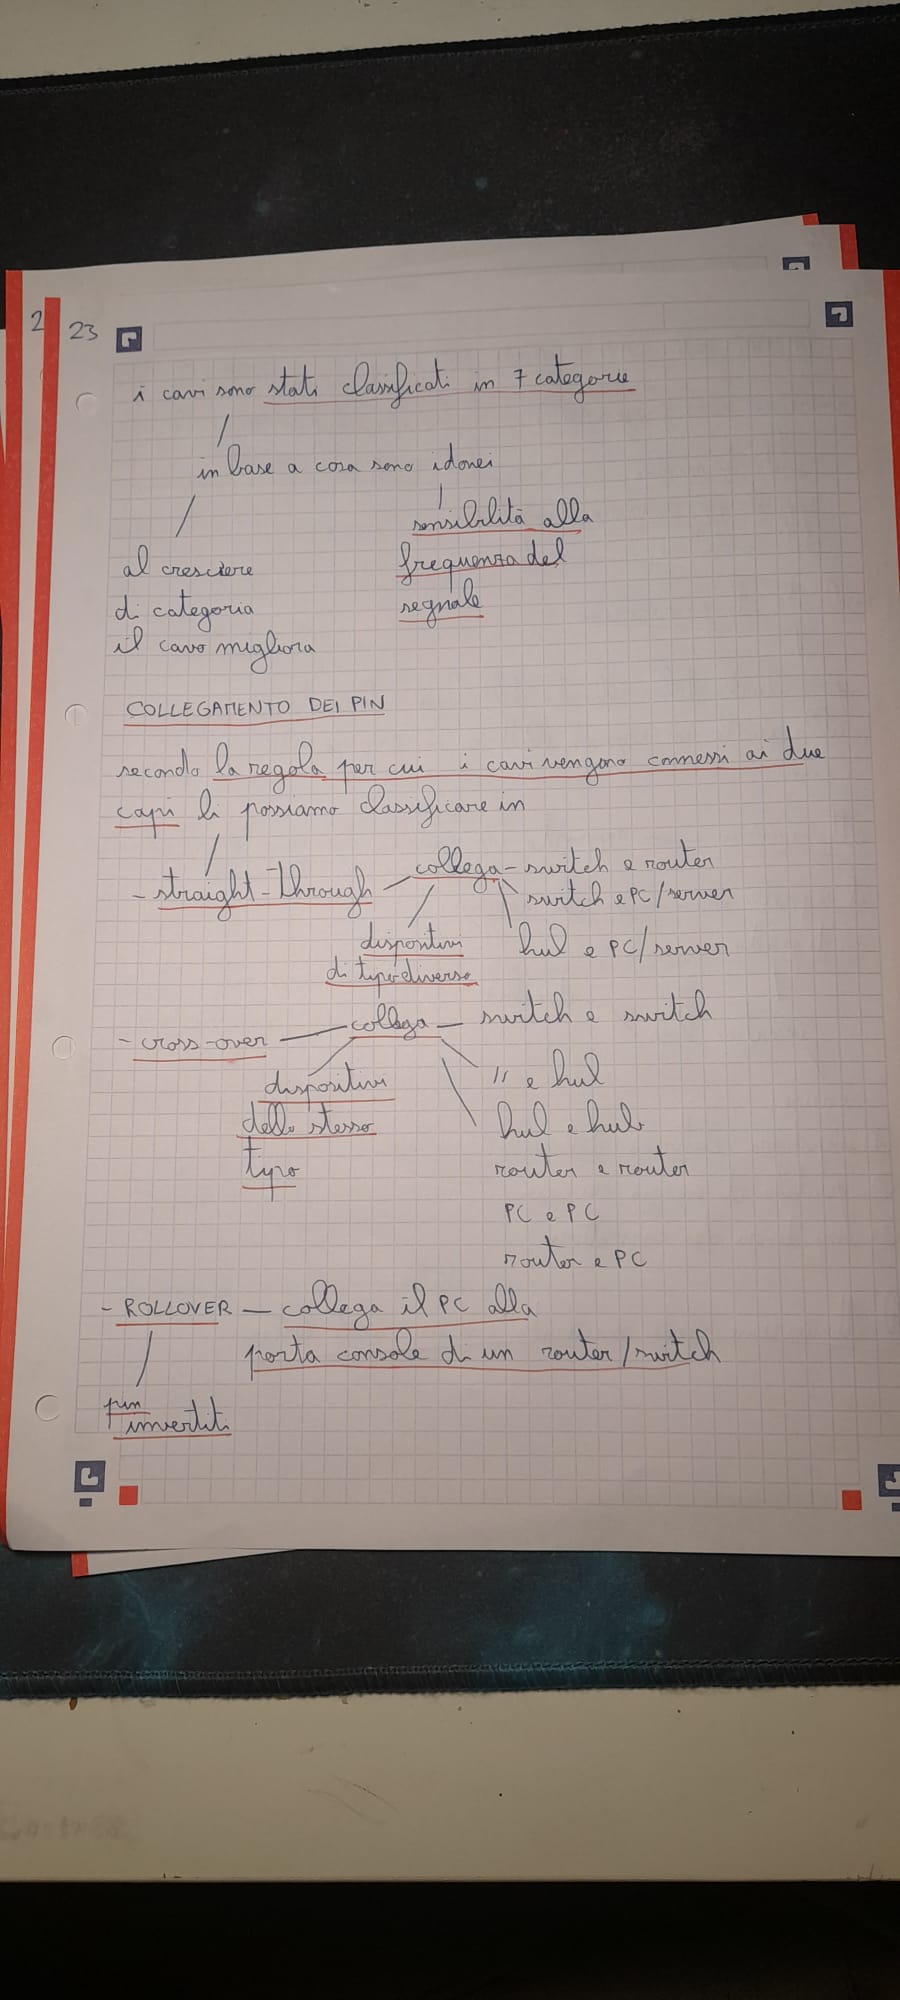 2
23
i cavi sono stati classificati in 7 categorie
in base a cosa sono idonei
sensibilità alla
frequenza del
segnale
al cresciere
di categoria
il cavo migliora
COLLEGAMENTO DEI PIN
secondo la regola per cui i cavi vengono connessi ai due
capi li possiamo classificare in
- straight-through - collega - switch e router
switch e PC/server
hub e PC/server
dispositivi
di tipo diverso
- cross-over - collega - switch e switch
dispositivi
dello stesso
tipo
" e hub
hub e hub
router e router
PC e PC
router e PC
- ROLLOVER - collega il PC alla
porta console di un router/switch
pin
invertiti